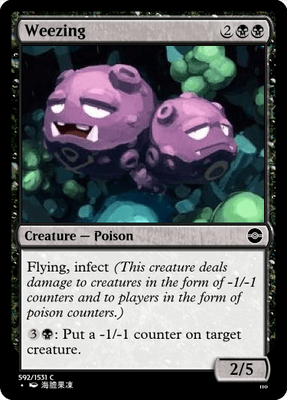 Weezing 2
Creature — Poison
Flying, infect (This creature deals
damage to creatures in the form of -1/-1
counters and to players in the form of
poison counters.)
3: Put a -1/-1 counter on target
creature.
2/5
592/1531 C
• 海膽果凍